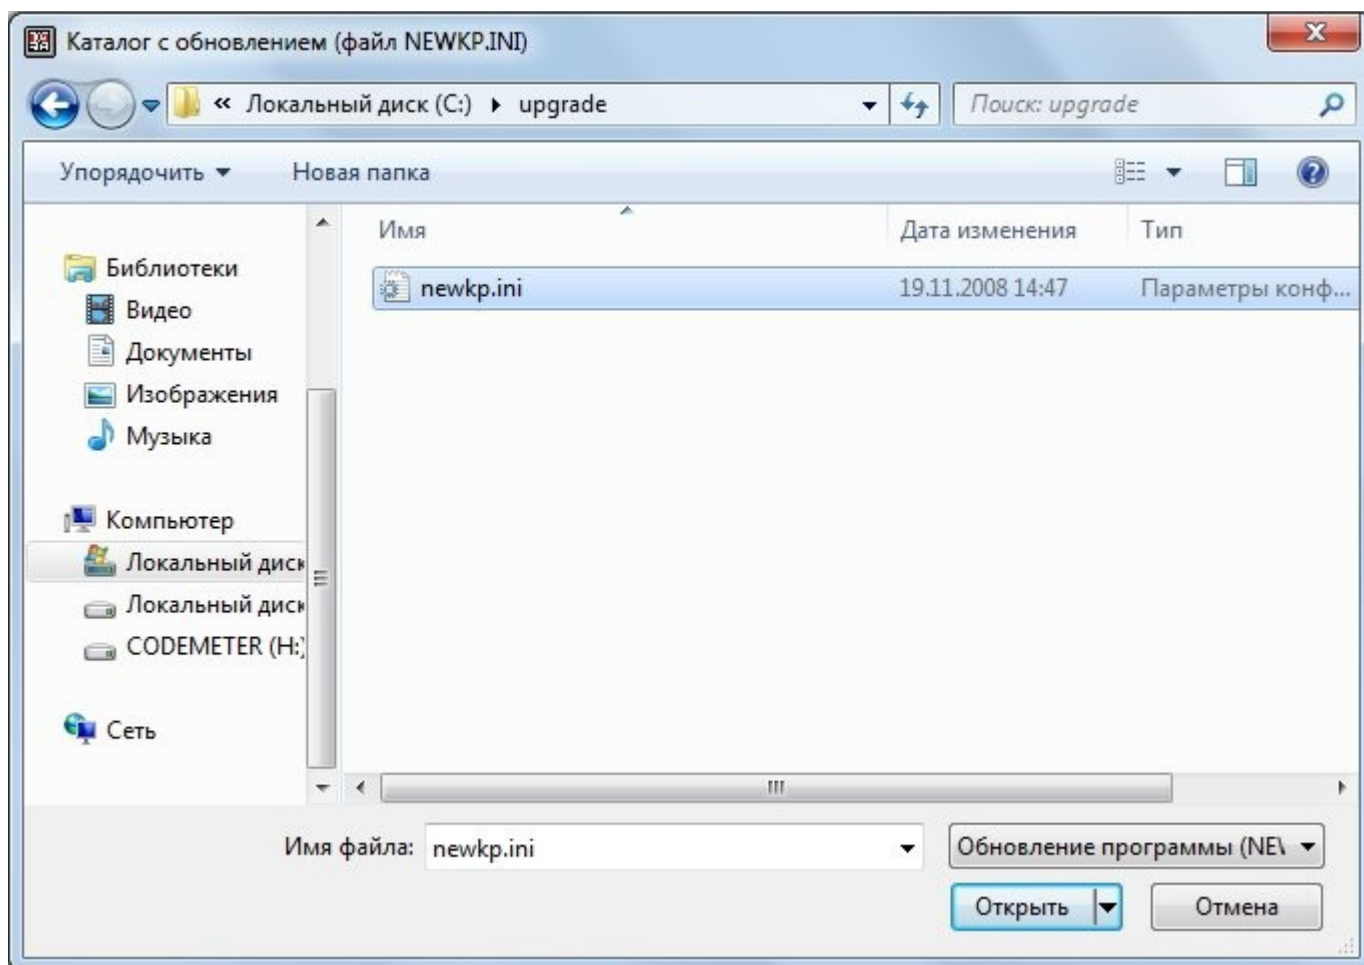 Каталог с обновлением (файл NEWKP.INI)
« Локальный диск (C:) upgrade
Поиск: upgrade
Упорядочить Новая папка
Имя Дата изменения Тип
newkp.ini 19.11.2008 14:47 Параметры конф...
Библиотеки
Видео
Документы
Изображения
Музыка
Компьютер
Локальный диск
Локальный диск
CODEMETER (H:)
Сеть
Имя файла: newkp.ini
Обновление программы (NE\
Открыть Отмена